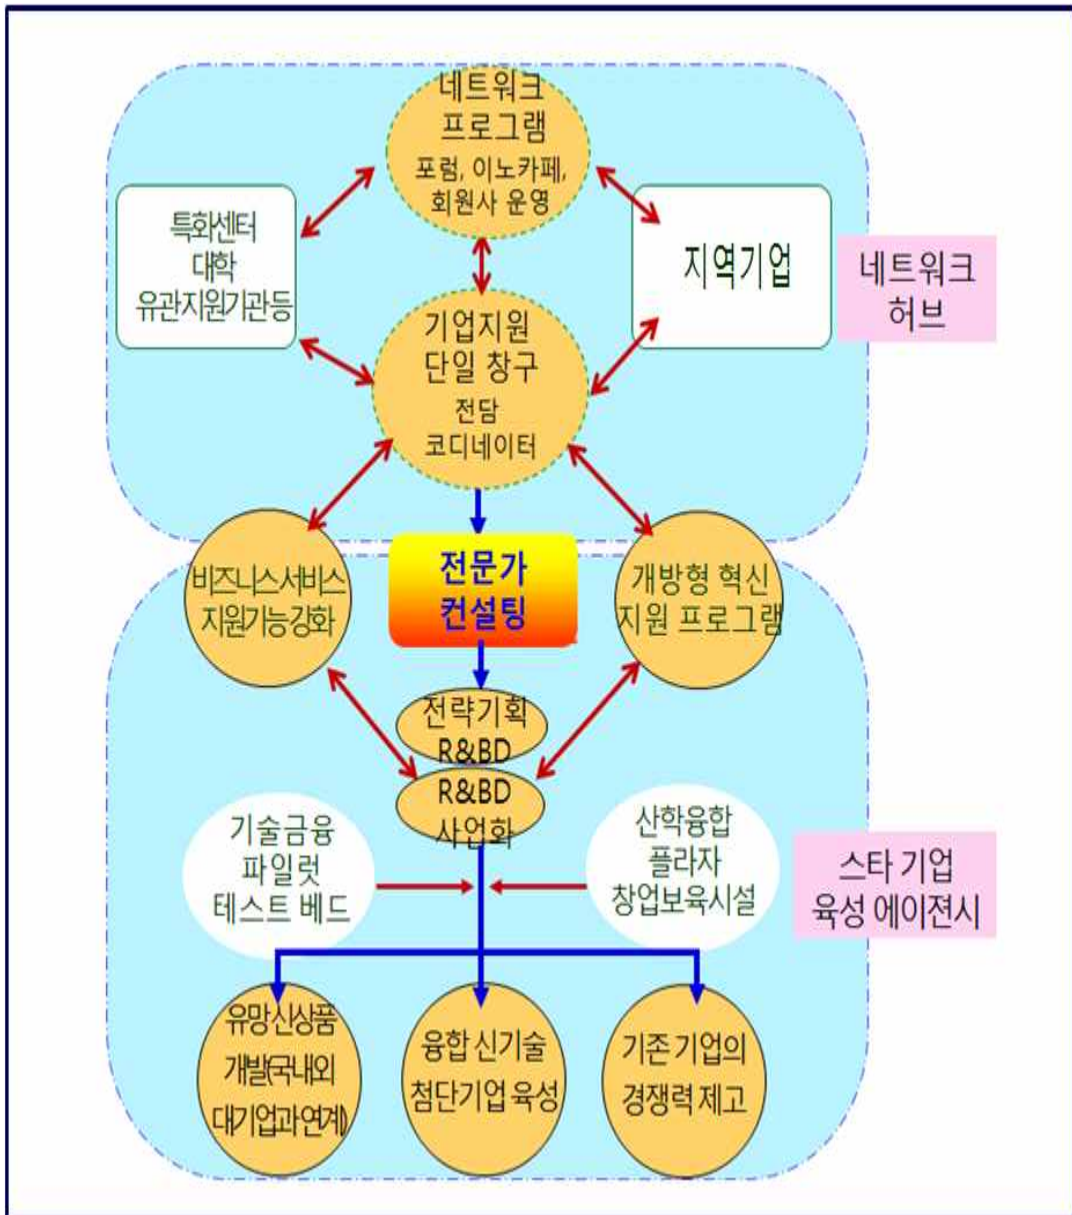 네트워크
프로그램
포럼, 이노카페,
회원사 운영
특화센터
대학
유관지원기관등
지역기업
네트워크
허브
기업지원
단일 창구
전담
코디네이터
비즈니스서비스
지원기능강화
전문가
컨설팅
개방형 혁신
지원 프로그램
전략기획
R&BD
R&BD
사업화
기술금융
파일럿
테스트 베드
산학융합
플라자
창업보육시설
스타 기업
육성 에이젼시
유망신상품
개발(국내외
대기업과연계)
융합 신기술
첨단기업 육성
기존 기업의
경쟁력 제고